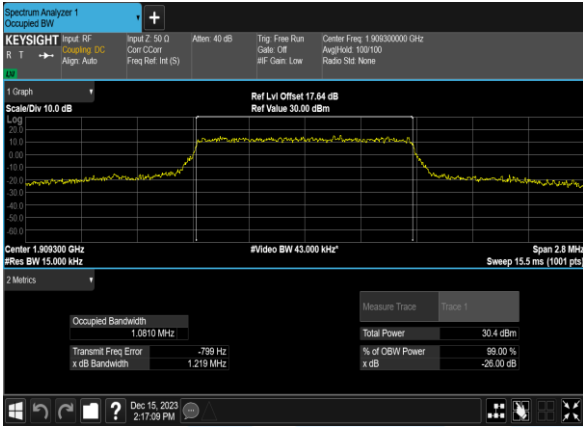 Spectrum Analyzer 1
Occupied BW
KEYSIGHT Input: RF Input Z: 50 Ω Atten: 40 dB Trig: Free Run Center Freq: 1.909300000 GHz
R T Coupling: DC Corr CCorr Gate: Off Avg|Hold: 100/100
Align: Auto Freq Ref: Int (S) #IF Gain: Low Radio Std: None
LXI
1 Graph
Ref Lvl Offset 17.64 dB
Scale/Div 10.0 dB Ref Value 30.00 dBm
Log
20.0
10.0
0.00
-10.0
-20.0
-30.0
-40.0
-50.0
-60.0
Center 1.909300 GHz #Video BW 43.000 kHz* Span 2.8 MHz
#Res BW 15.000 kHz Sweep 15.5 ms (1001 pts)
2 Metrics
Measure Trace Trace 1
Occupied Bandwidth
1.0810 MHz Total Power 30.4 dBm
Transmit Freq Error -799 Hz % of OBW Power 99.00 %
x dB Bandwidth 1.219 MHz x dB -26.00 dB
? Dec 15, 2023
2:17:09 PM